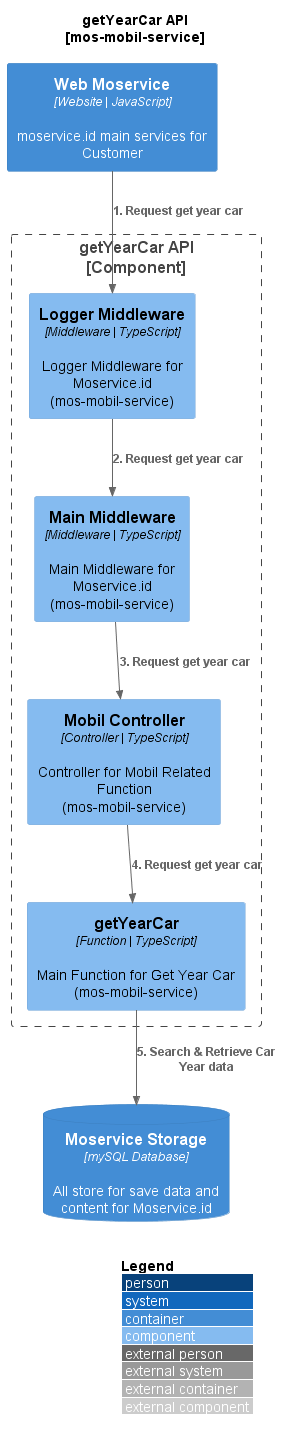 getYearCar API
[mos-mobil-service]
Web Moservice
[Website | JavaScript]
moservice.id main services for
Customer
1. Request get year car
getYearCar API
[Component]
Logger Middleware
[Middleware | TypeScript]
Logger Middleware for
Moservice.id
(mos-mobil-service)
2. Request get year car
Main Middleware
[Middleware | TypeScript]
Main Middleware for
Moservice.id
(mos-mobil-service)
3. Request get year car
Mobil Controller
[Controller | TypeScript]
Controller for Mobil Related
Function
(mos-mobil-service)
4. Request get year car
getYearCar
[Function | TypeScript]
Main Function for Get Year Car
(mos-mobil-service)
5. Search & Retrieve Car
Year data
Moservice Storage
[mySQL Database]
All store for save data and
content for Moservice.id
Legend
person
system
container
component
external person
external system
external container
external component